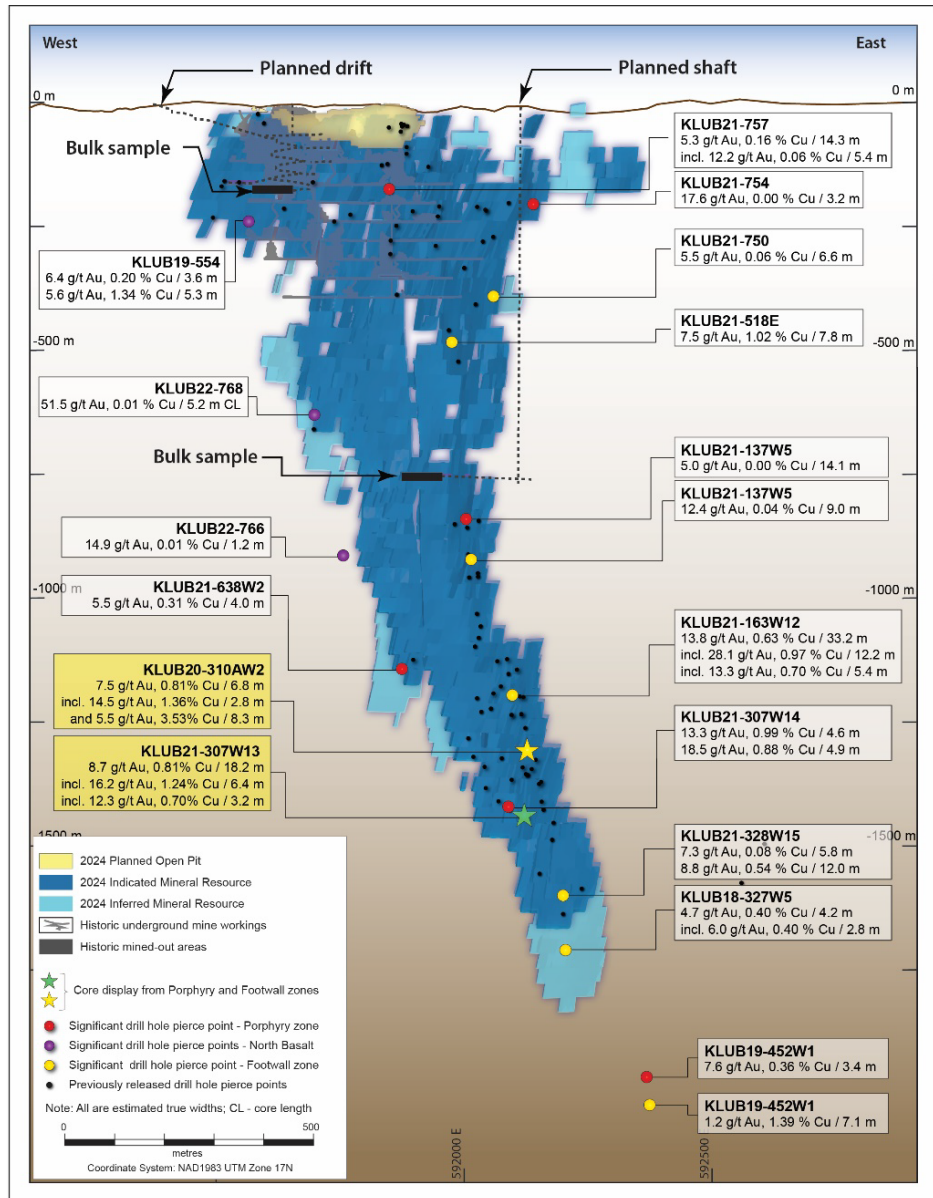 West
East
Planned drift
Planned shaft
0 m
0 m
Bulk sample
KLUB21-757
5.3 g/t Au, 0.16 % Cu / 14.3 m
incl. 12.2 g/t Au, 0.06 % Cu / 5.4 m
KLUB21-754
17.6 g/t Au, 0.00 % Cu / 3.2 m
KLUB21-750
5.5 g/t Au, 0.06 % Cu / 6.6 m
KLUB19-554
6.4 g/t Au, 0.20 % Cu / 3.6 m
5.6 g/t Au, 1.34 % Cu / 5.3 m
KLUB21-518E
7.5 g/t Au, 1.02 % Cu / 7.8 m
-500 m
-500 m
KLUB22-768
51.5 g/t Au, 0.01 % Cu / 5.2 m CL
Bulk sample
KLUB21-137W5
5.0 g/t Au, 0.00 % Cu / 14.1 m
KLUB21-137W5
12.4 g/t Au, 0.04 % Cu / 9.0 m
KLUB22-766
14.9 g/t Au, 0.01 % Cu / 1.2 m
KLUB21-638W2
5.5 g/t Au, 0.31 % Cu / 4.0 m
-1000 m
-1000 m
KLUB21-163W12
13.8 g/t Au, 0.63 % Cu / 33.2 m
incl. 28.1 g/t Au, 0.97 % Cu / 12.2 m
incl. 13.3 g/t Au, 0.70 % Cu / 5.4 m
KLUB20-310AW2
7.5 g/t Au, 0.81% Cu / 6.8 m
incl. 14.5 g/t Au, 1.36% Cu / 2.8 m
and 5.5 g/t Au, 3.53% Cu / 8.3 m
KLUB21-307W14
13.3 g/t Au, 0.99 % Cu / 4.6 m
18.5 g/t Au, 0.88 % Cu / 4.9 m
KLUB21-307W13
8.7 g/t Au, 0.81% Cu / 18.2 m
incl. 16.2 g/t Au, 1.24% Cu / 6.4 m
incl. 12.3 g/t Au, 0.70% Cu / 3.2 m
-1500 m
-1500 m
KLUB21-328W15
7.3 g/t Au, 0.08 % Cu / 5.8 m
8.8 g/t Au, 0.54 % Cu / 12.0 m
KLUB18-327W5
4.7 g/t Au, 0.40 % Cu / 4.2 m
incl. 6.0 g/t Au, 0.40 % Cu / 2.8 m
2024 Planned Open Pit
2024 Indicated Mineral Resource
2024 Inferred Mineral Resource
Historic underground mine workings
Historic mined-out areas
Core display from Porphyry and Footwall zones
Significant drill hole pierce point - Porphyry zone
Significant drill hole pierce points - North Basalt
Significant drill hole pierce point - Footwall zone
Previously released drill hole pierce points
Note: All are estimated true widths; CL - core length
0
500
metres
Coordinate System: NAD1983 UTM Zone 17N
KLUB19-452W1
7.6 g/t Au, 0.36 % Cu / 3.4 m
KLUB19-452W1
1.2 g/t Au, 1.39 % Cu / 7.1 m
592000 E
592500